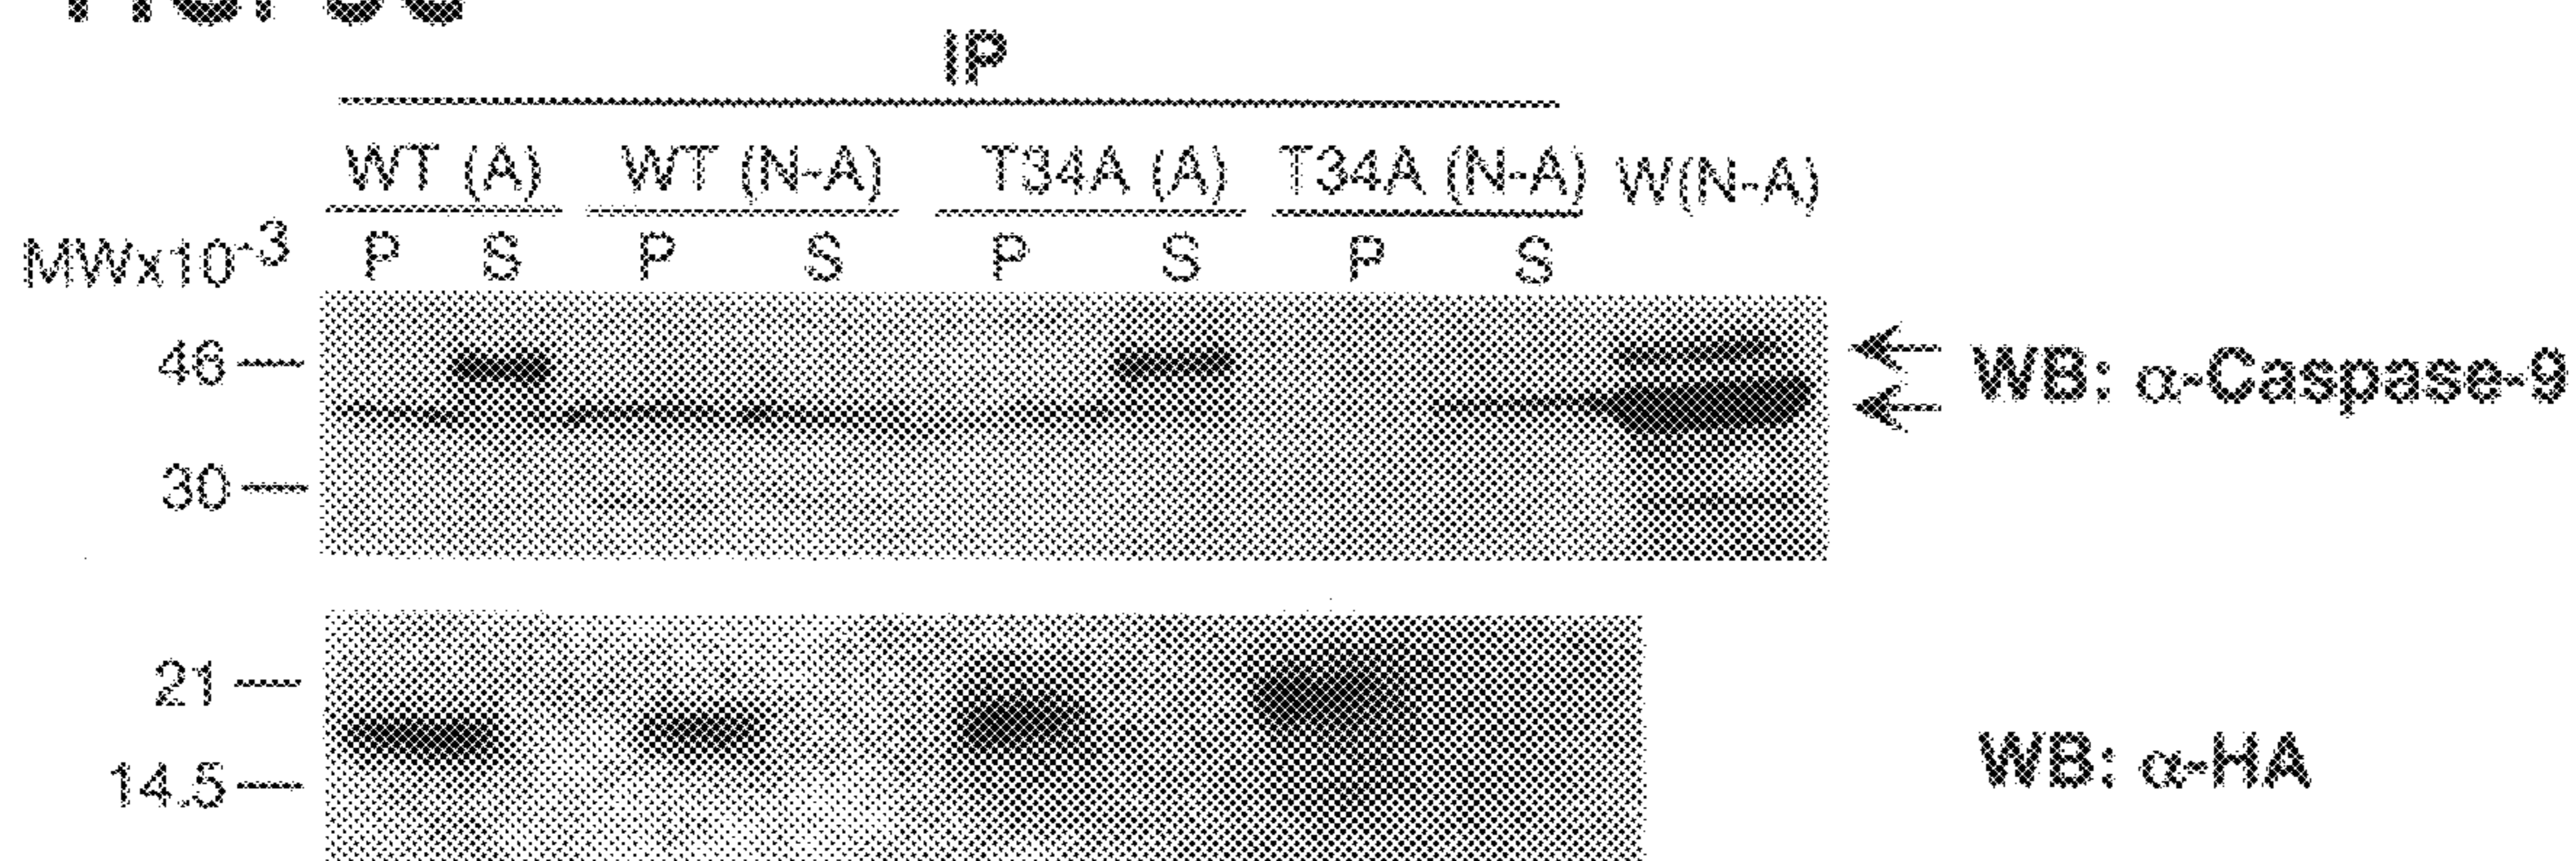 IP
WT (A) WT (N-A) T34A (A) T34A (N-A) W(N-A)
MWx10-3 P S P S P S P S
46
WB: α-Caspase-9
30
21
WB: α-HA
14.5